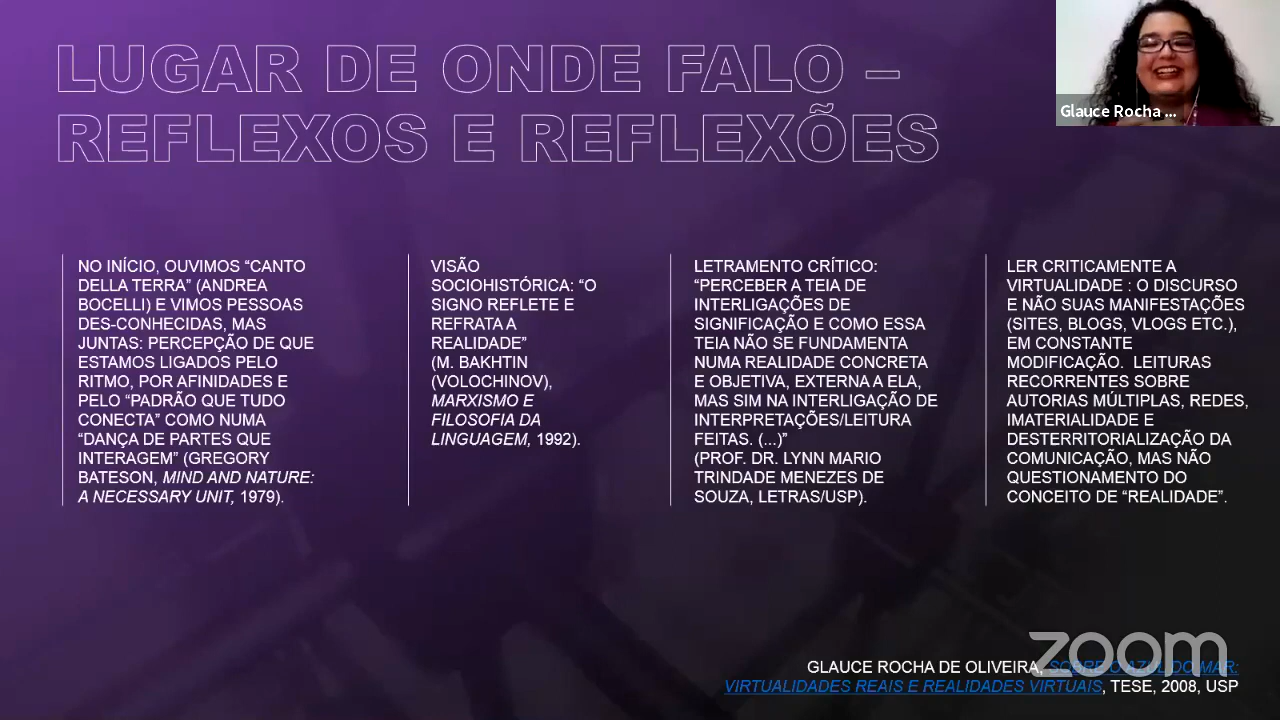 LUGAR DE ONDE FALO –
REFLEXOS E REFLEXÕES
Glauce Rocha ...
NO INÍCIO, OUVIMOS “CANTO
DELLA TERRA” (ANDREA
BOCELLI) E VIMOS PESSOAS
DES-CONHECIDAS, MAS
JUNTAS: PERCEPÇÃO DE QUE
ESTAMOS LIGADOS PELO
RITMO, POR AFINIDADES E
PELO “PADRÃO QUE TUDO
CONECTA” COMO NUMA
“DANÇA DE PARTES QUE
INTERAGEM” (GREGORY
BATESON, MIND AND NATURE:
A NECESSARY UNIT, 1979).
VISÃO
SOCIOHISTÓRICA: “O
SIGNO REFLETE E
REFRATA A
REALIDADE”
(M. BAKHTIN
(VOLOCHINOV),
MARXISMO E
FILOSOFIA DA
LINGUAGEM, 1992).
LETRAMENTO CRÍTICO:
“PERCEBER A TEIA DE
INTERLIGAÇÕES DE
SIGNIFICAÇÃO E COMO ESSA
TEIA NÃO SE FUNDAMENTA
NUMA REALIDADE CONCRETA
E OBJETIVA, EXTERNA A ELA,
MAS SIM NA INTERLIGAÇÃO DE
INTERPRETAÇÕES/LEITURA
FEITAS. (...)”
(PROF. DR. LYNN MARIO
TRINDADE MENEZES DE
SOUZA, LETRAS/USP).
LER CRITICAMENTE A
VIRTUALIDADE : O DISCURSO
E NÃO SUAS MANIFESTAÇÕES
(SITES, BLOGS, VLOGS ETC.),
EM CONSTANTE
MODIFICAÇÃO. LEITURAS
RECORRENTES SOBRE
AUTORIAS MÚLTIPLAS, REDES,
IMATERIALIDADE E
DESTERRITORIALIZAÇÃO DA
COMUNICAÇÃO, MAS NÃO
QUESTIONAMENTO DO
CONCEITO DE “REALIDADE”.
zoom
GLAUCE ROCHA DE OLIVEIRA, SOBRE O AZUL DO MAR:
VIRTUALIDADES REAIS E REALIDADES VIRTUAIS, TESE, 2008, USP